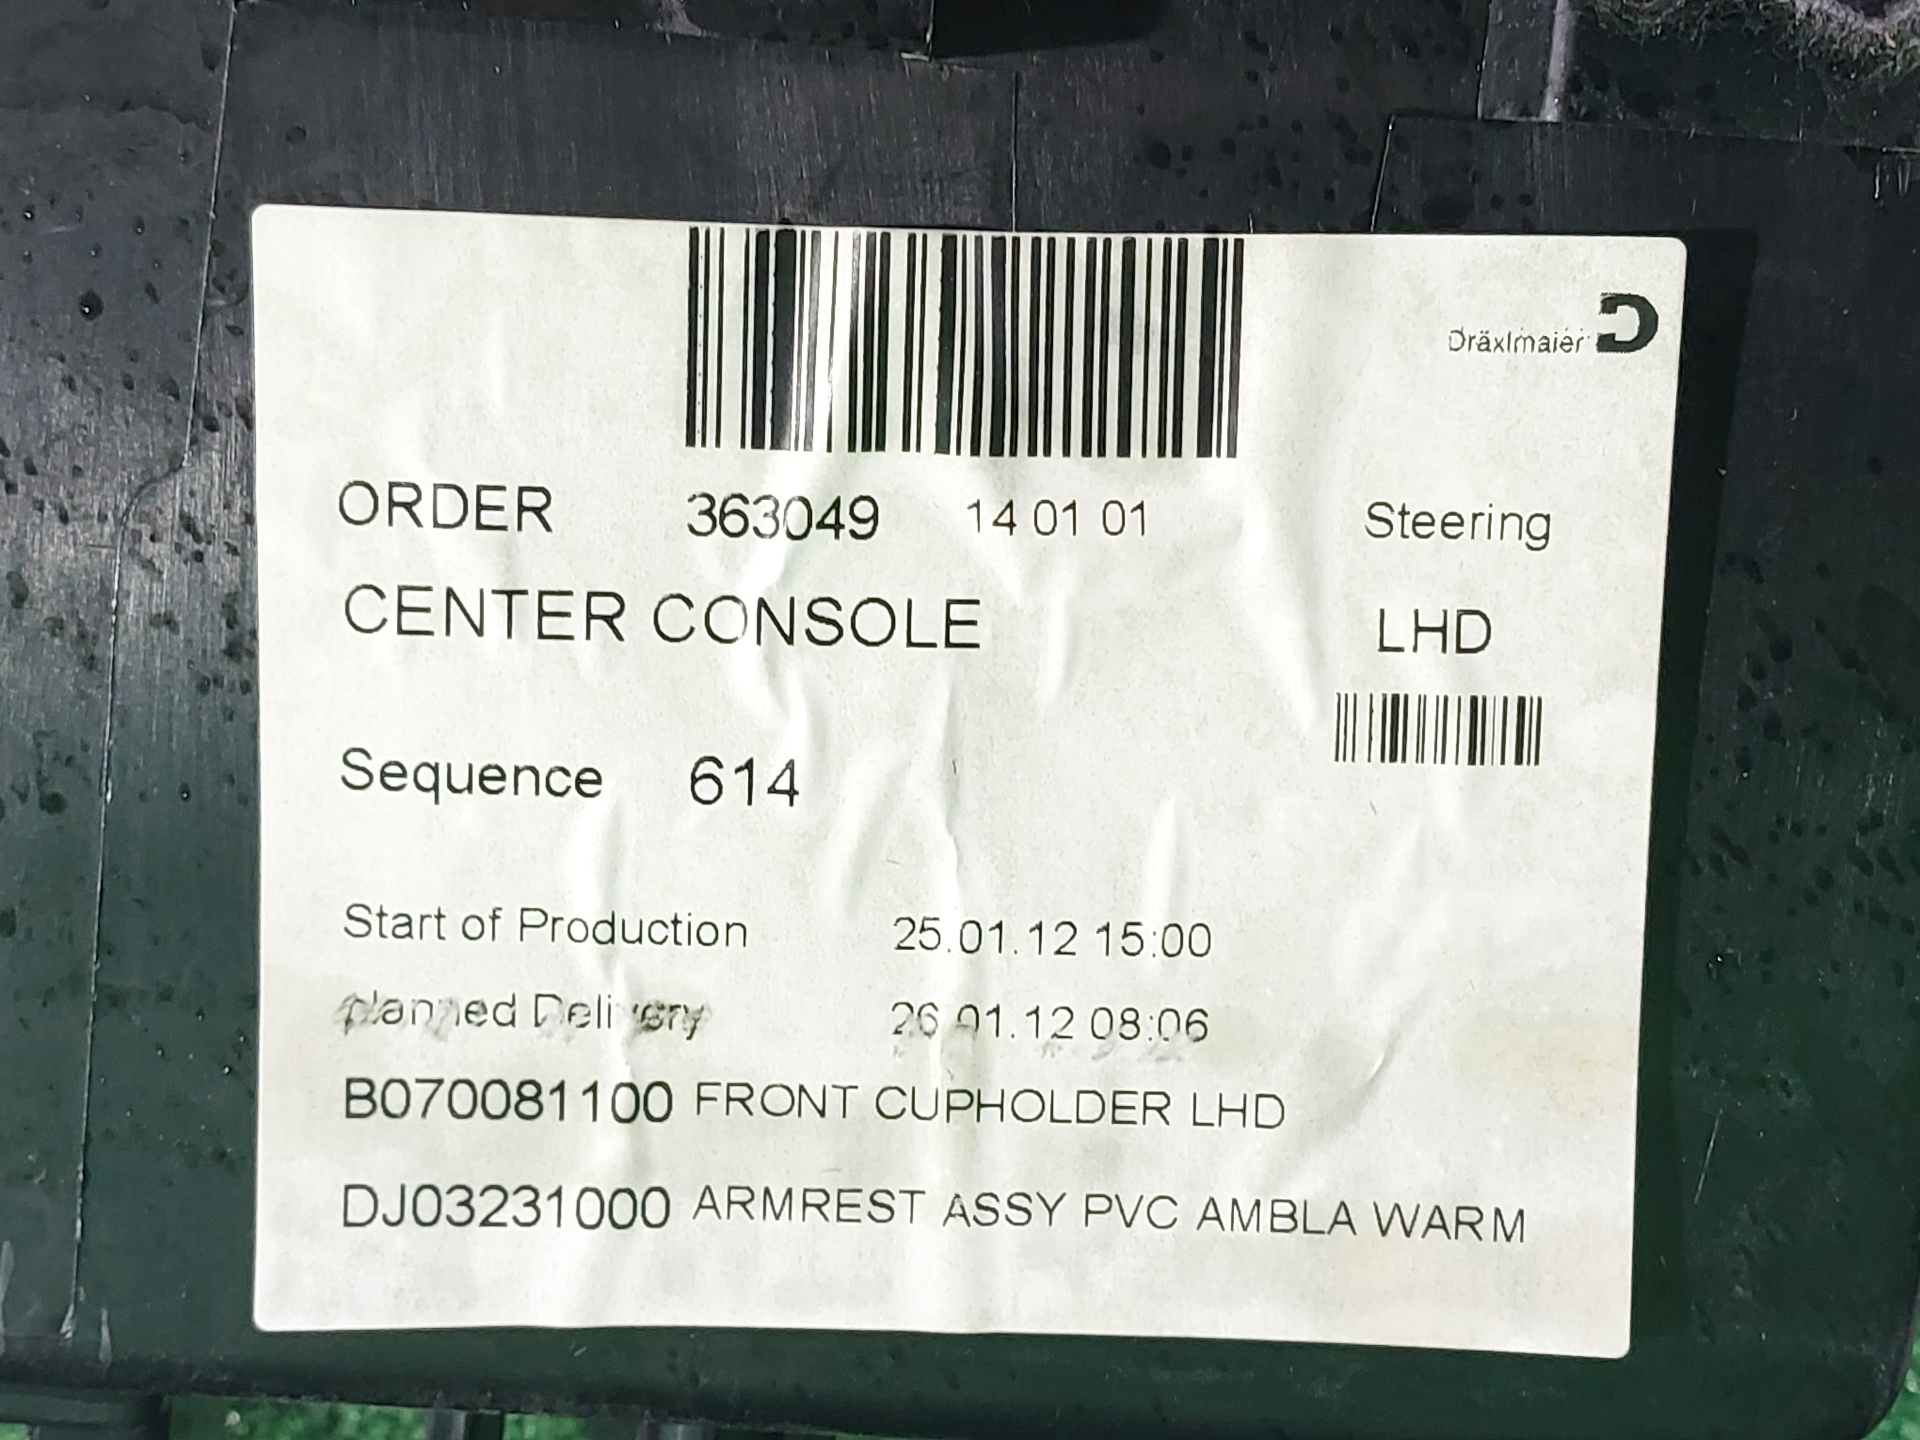 Dräxlmaier
ORDER 363049 14 01 01 Steering
CENTER CONSOLE LHD
Sequence 614
Start of Production 25.01.12 15:00
planned Delivery 26.01.12 08:06
B070081100 FRONT CUPHOLDER LHD
DJ03231000 ARMREST ASSY PVC AMBLA WARM